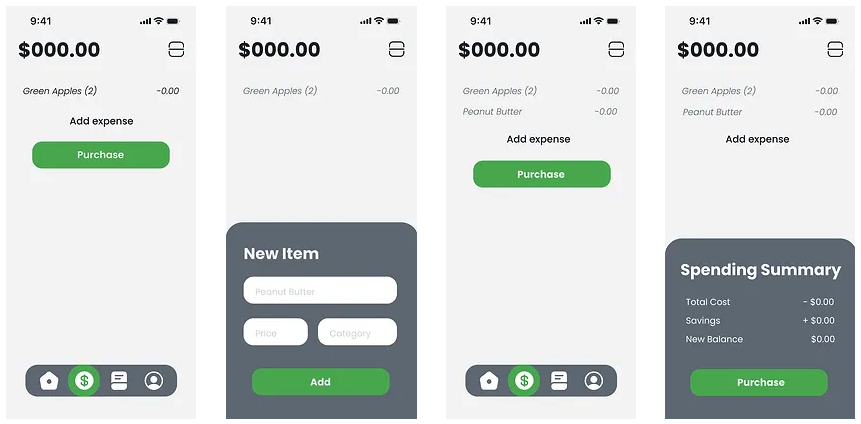 9:41
$000.00
Green Apples (2) -0.00
Add expense
Purchase
$
9:41
$000.00
Green Apples (2) -0.00
New Item
Peanut Butter
Price Category
Add
9:41
$000.00
Green Apples (2) -0.00
Peanut Butter -0.00
Add expense
Purchase
$
9:41
$000.00
Green Apples (2) -0.00
Peanut Butter -0.00
Add expense
Spending Summary
Total Cost - $0.00
Savings + $0.00
New Balance $0.00
Purchase